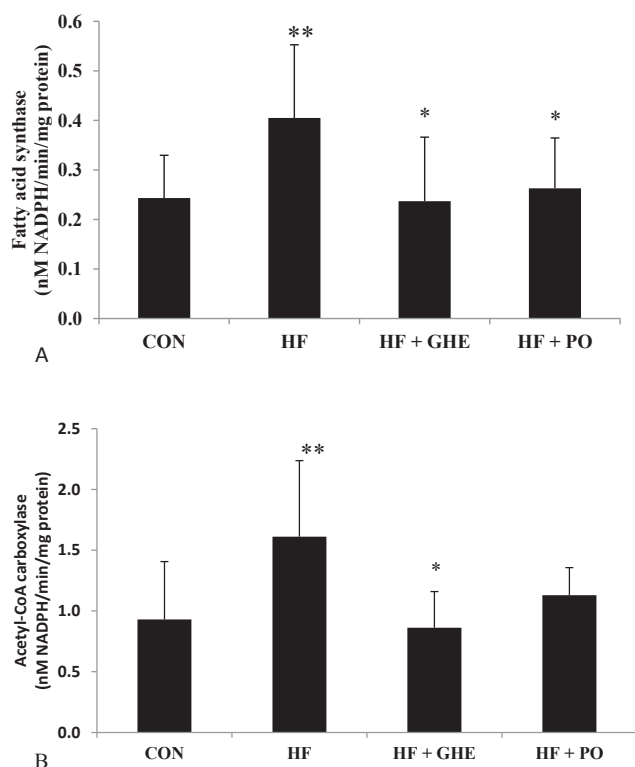 0.6
0.5
0.4
0.3
0.2
0.1
0.0
Fatty acid synthase
(nM NADPH/min/mg protein)
**
*
*
CON HF HF + GHE HF + PO
A
2.5
2.0
1.5
1.0
0.5
0.0
Acetyl-CoA carboxylase
(nM NADPH/min/mg protein)
**
*
CON HF HF + GHE HF + PO
B